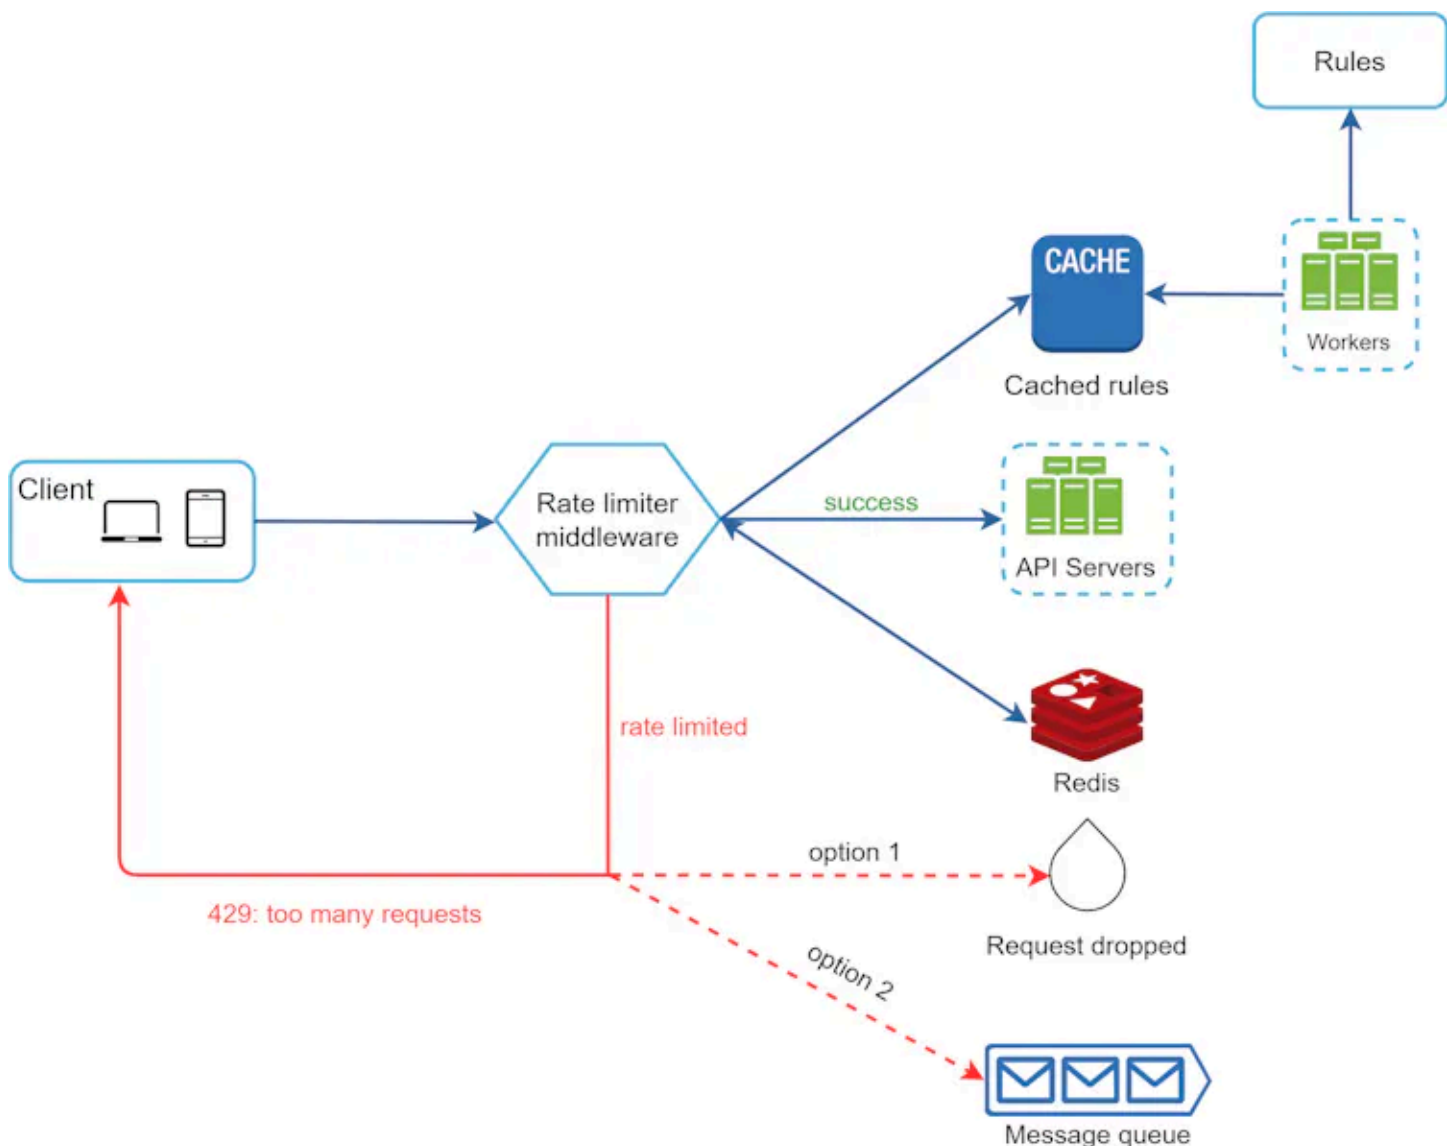 Rules
CACHE
Workers
Cached rules
Client
Rate limiter
middleware
success
API Servers
rate limited
Redis
option 1
429: too many requests
Request dropped
option 2
Message queue